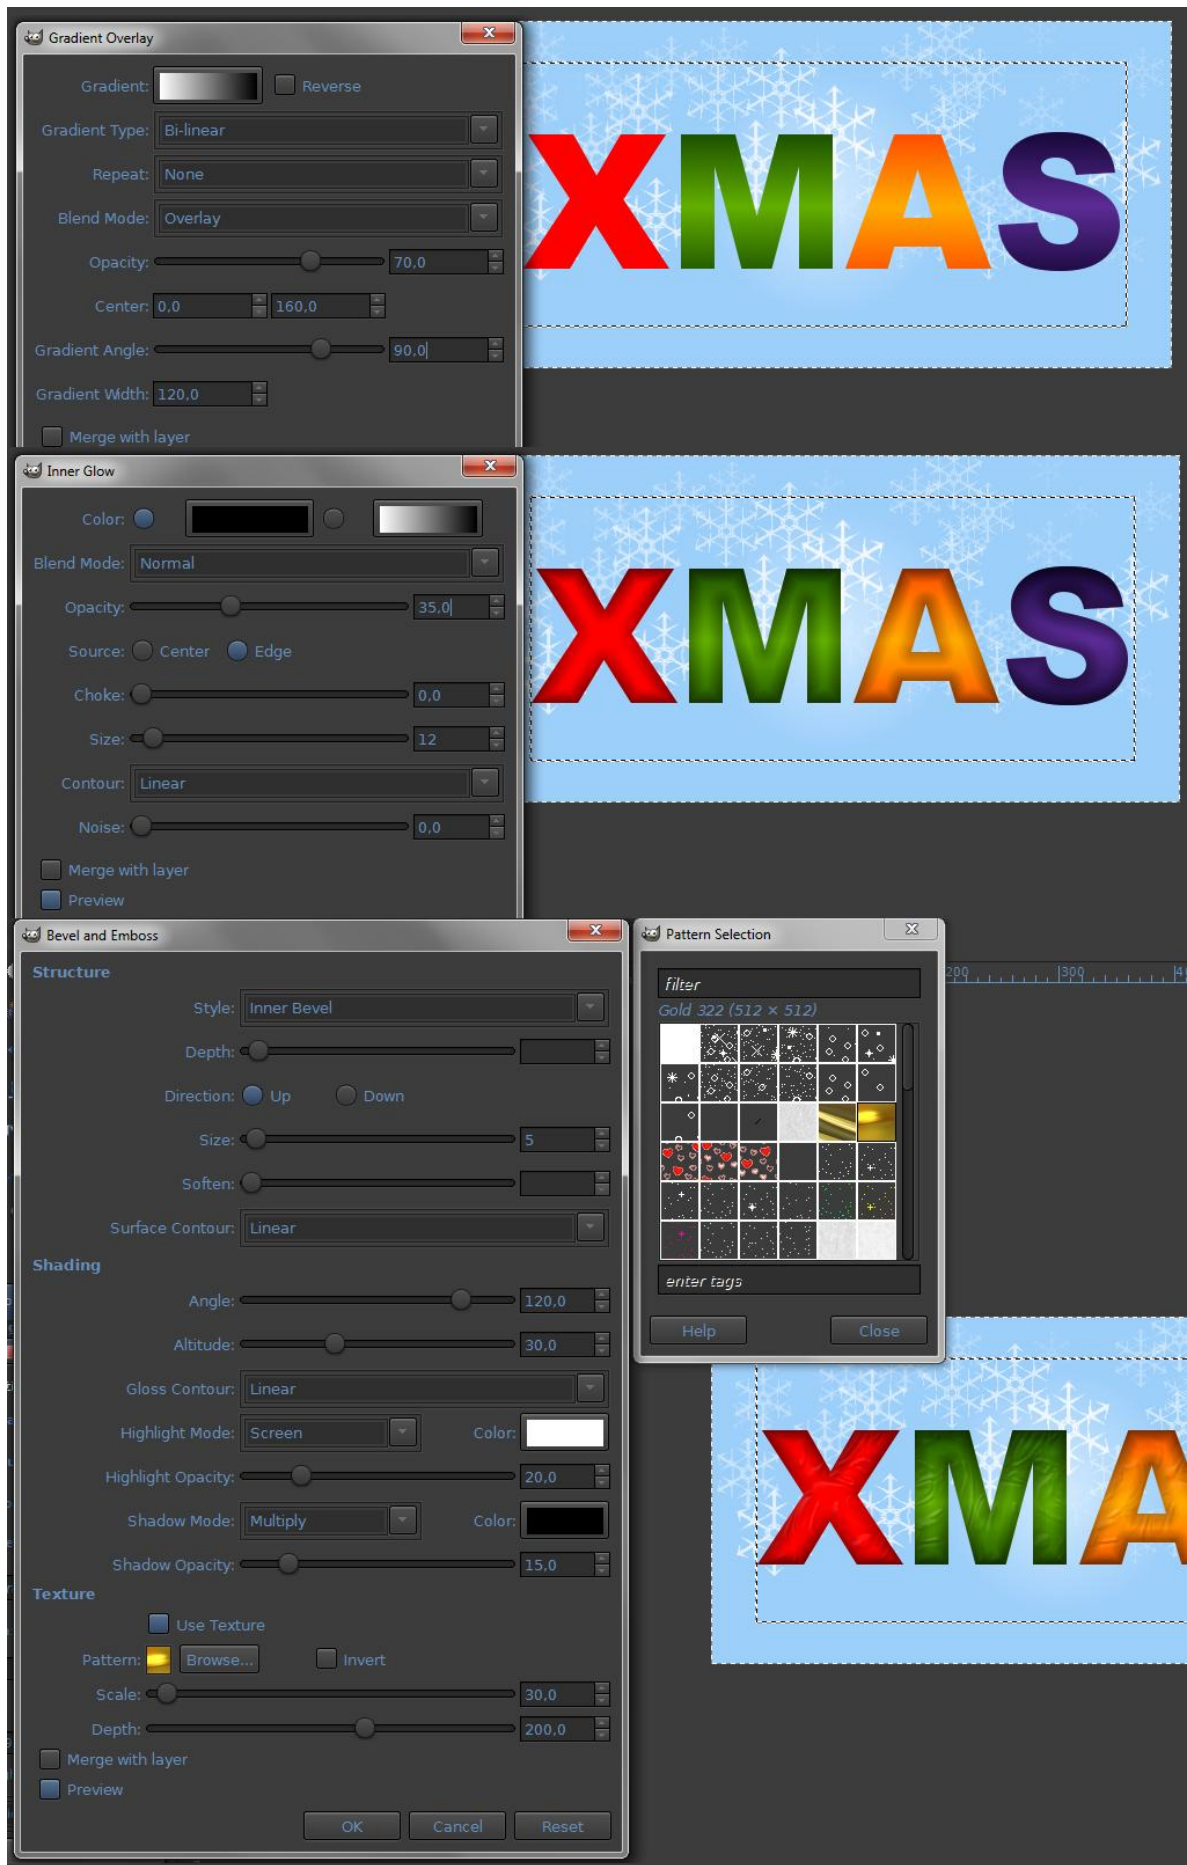 Gradient Overlay
Gradient:
Reverse
Gradient Type: Bi-linear
Repeat: None
Blend Mode: Overlay
Opacity: 70,0
Center: 0,0 160,0
Gradient Angle: 90,0
Gradient Width: 120,0
Merge with layer
XMAS
Inner Glow
Color:
Blend Mode: Normal
Opacity: 35,0
Source: Center Edge
Choke: 0,0
Size: 12
Contour: Linear
Noise: 0,0
Merge with layer
Preview
XMAS
Bevel and Emboss
Structure
Style: Inner Bevel
Depth:
Direction: Up Down
Size: 5
Soften:
Surface Contour: Linear
Shading
Angle: 120,0
Altitude: 30,0
Gloss Contour: Linear
Highlight Mode: Screen Color:
Highlight Opacity: 20,0
Shadow Mode: Multiply Color:
Shadow Opacity: 15,0
Texture
Use Texture
Pattern: Browse... Invert
Scale: 30,0
Depth: 200,0
Merge with layer
Preview
OK Cancel Reset
Pattern Selection
filter
Gold 322 (512 × 512)
enter tags
Help Close
200 300
XMA